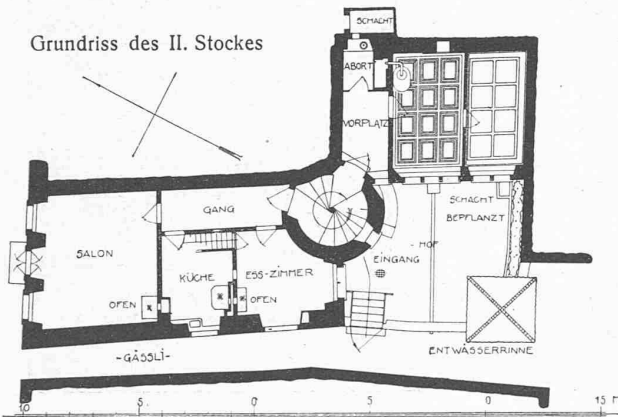 Grundriss des II. Stockes
SCHACHT
ABORT
VORPLATZ
GANG
SCHACHT
BEPFLANZT
SALON
HOF
EINGANG
KÜCHE
ESS-ZIMMER
OFEN
OFEN
ENTWÄSSERRINNE
-GÄSSLI-
10 5 0 5 10 15 M